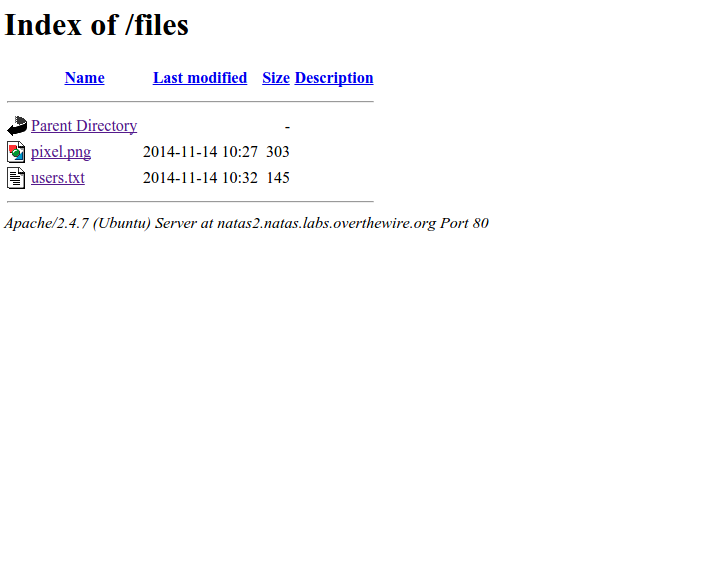 Index of /files
Name Last modified Size Description
Parent Directory -
pixel.png 2014-11-14 10:27 303
users.txt 2014-11-14 10:32 145
Apache/2.4.7 (Ubuntu) Server at natas2.natas.labs.overthewire.org Port 80